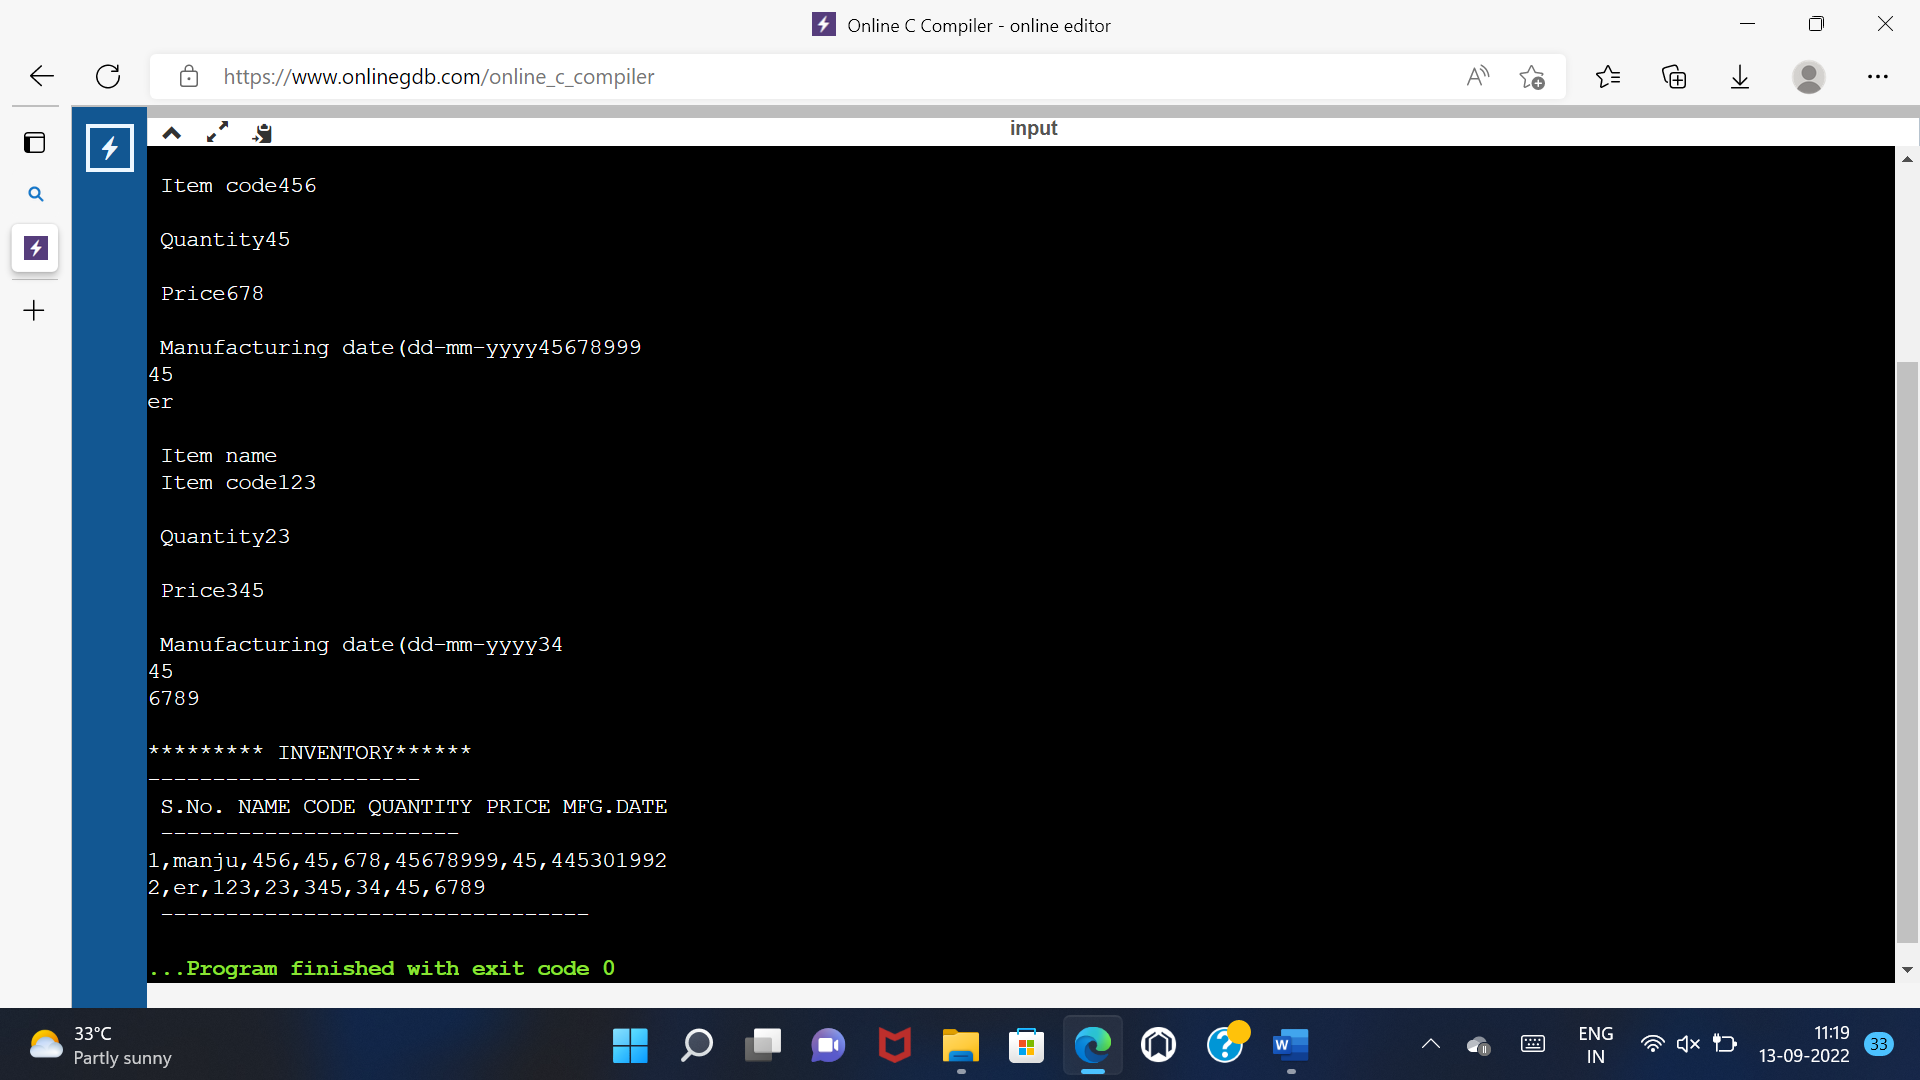 Online C Compiler - online editor
https://www.onlinegdb.com/online_c_compiler
input
Item code456
Quantity45
Price678
Manufacturing date(dd-mm-yyyy45678999
45
er
Item name
Item code123
Quantity23
Price345
Manufacturing date(dd-mm-yyyy34
45
6789
********* INVENTORY******
---------------------
S.No. NAME CODE QUANTITY PRICE MFG.DATE
-----------------------
1,manju,456,45,678,45678999,45,445301992
2,er,123,23,345,34,45,6789
---------------------------------
...Program finished with exit code 0
33°C
Partly sunny
ENG
IN
11:19
13-09-2022
33